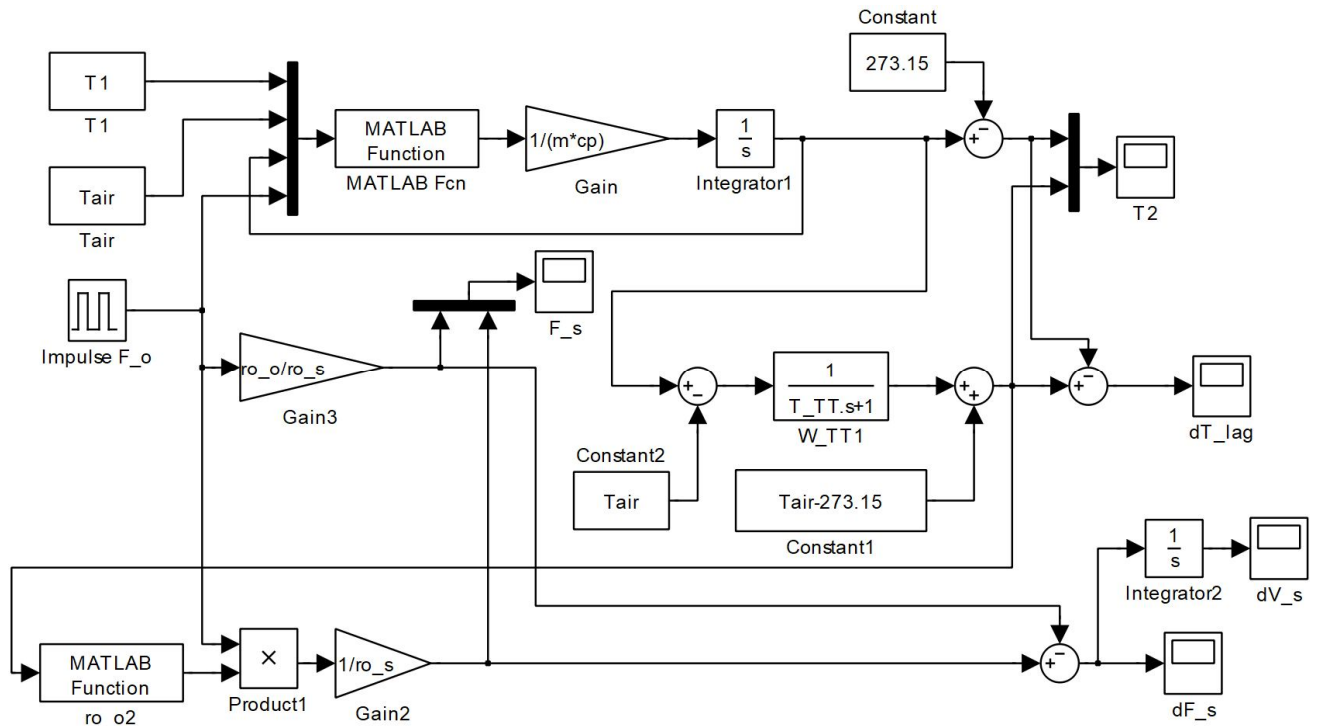 Constant
273.15
T1
T1
MATLAB
Function
MATLAB Fcn
1/(m*cp)
Gain
1
s
Integrator1
T2
Tair
Tair
Impulse F_o
F_s
ro_o/ro_s
Gain3
+
−
+
−
1
T_TT.s+1
W_TT1
+
+
+
−
dT_lag
Constant2
Tair
Tair-273.15
Constant1
1
s
Integrator2
dV_s
MATLAB
Function
ro_o2
×
Product1
1/ro_s
Gain2
+
−
dF_s